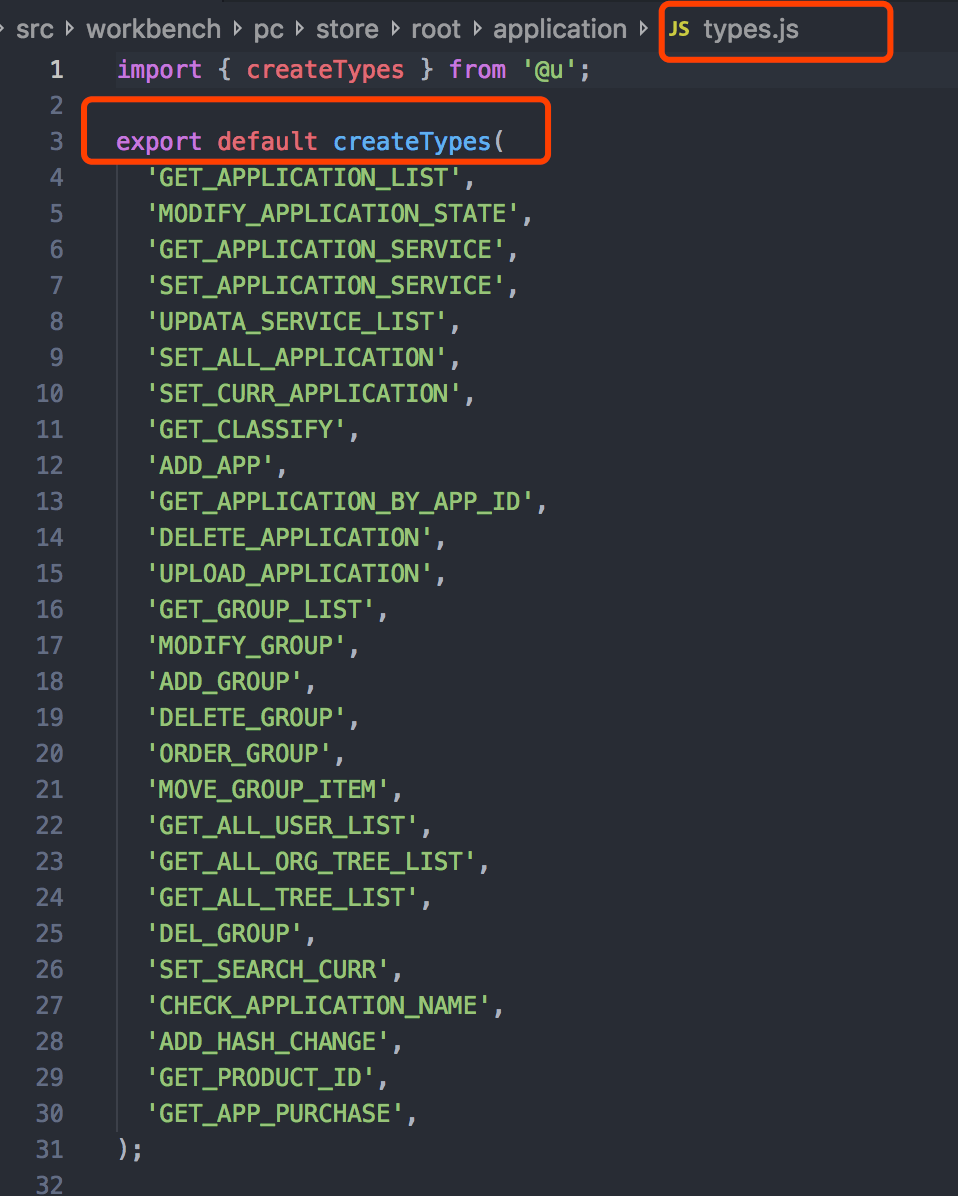 src workbench pc store root application JS types.js
1 import { createTypes } from '@u';
2
3 export default createTypes(
4 'GET_APPLICATION_LIST',
5 'MODIFY_APPLICATION_STATE',
6 'GET_APPLICATION_SERVICE',
7 'SET_APPLICATION_SERVICE',
8 'UPDATA_SERVICE_LIST',
9 'SET_ALL_APPLICATION',
10 'SET_CURR_APPLICATION',
11 'GET_CLASSIFY',
12 'ADD_APP',
13 'GET_APPLICATION_BY_APP_ID',
14 'DELETE_APPLICATION',
15 'UPLOAD_APPLICATION',
16 'GET_GROUP_LIST',
17 'MODIFY_GROUP',
18 'ADD_GROUP',
19 'DELETE_GROUP',
20 'ORDER_GROUP',
21 'MOVE_GROUP_ITEM',
22 'GET_ALL_USER_LIST',
23 'GET_ALL_ORG_TREE_LIST',
24 'GET_ALL_TREE_LIST',
25 'DEL_GROUP',
26 'SET_SEARCH_CURR',
27 'CHECK_APPLICATION_NAME',
28 'ADD_HASH_CHANGE',
29 'GET_PRODUCT_ID',
30 'GET_APP_PURCHASE',
31 );
32